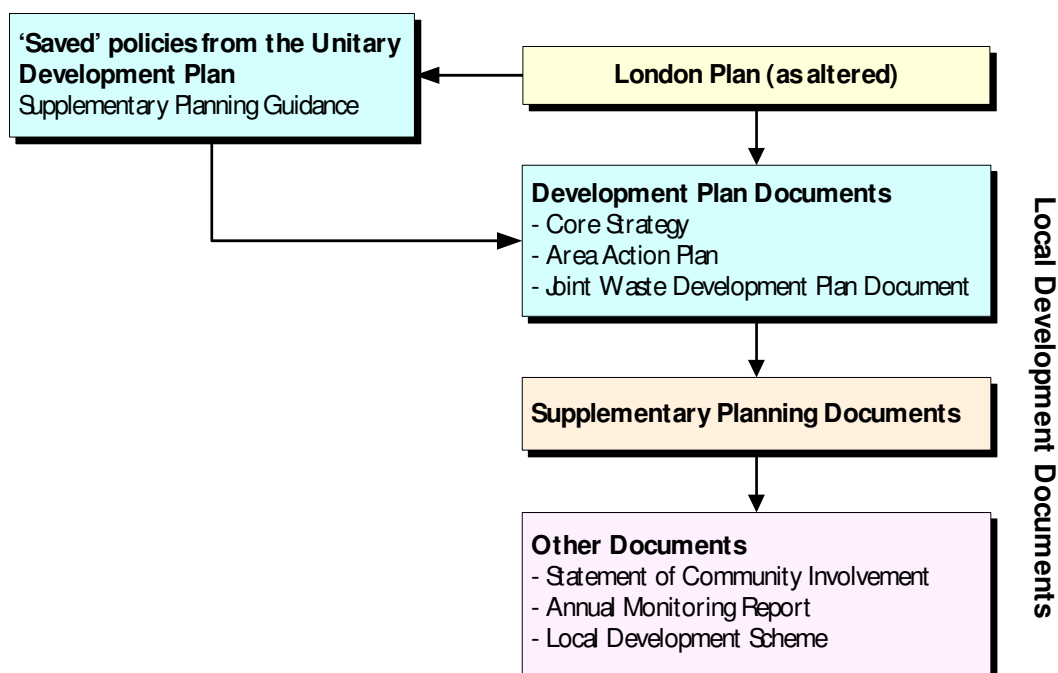 ‘Saved’ policies from the Unitary
Development Plan
Supplementary Planning Guidance
London Plan (as altered)
Development Plan Documents
- Core Strategy
- Area Action Plan
- Joint Waste Development Plan Document
Supplementary Planning Documents
Other Documents
- Statement of Community Involvement
- Annual Monitoring Report
- Local Development Scheme
Local Development Documents